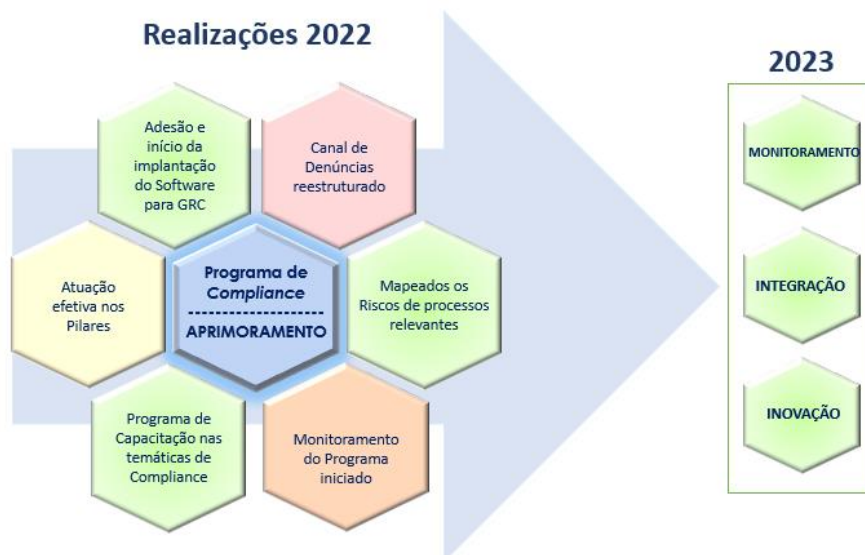 Realizações 2022
2023
Adesão e
início da
implantação
do Software
para GRC
Canal de
Denúncias
reestruturado
Atuação
efetiva nos
Pilares
Programa de
Compliance
APRIMORAMENTO
Mapeados os
Riscos de processos
relevantes
Programa de
Capacitação nas
temáticas de
Compliance
Monitoramento
do Programa
iniciado
MONITORAMENTO
INTEGRAÇÃO
INOVAÇÃO